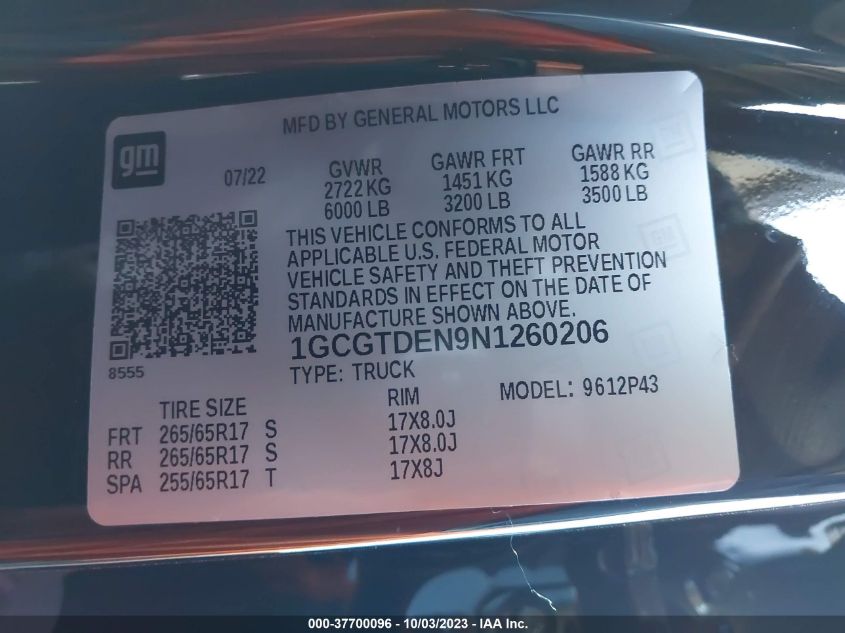 MFD BY GENERAL MOTORS LLC
gm
07/22
GVWR
2722 KG
6000 LB
GAWR FRT
1451 KG
3200 LB
GAWR RR
1588 KG
3500 LB
THIS VEHICLE CONFORMS TO ALL
APPLICABLE U.S. FEDERAL MOTOR
VEHICLE SAFETY AND THEFT PREVENTION
STANDARDS IN EFFECT ON THE DATE OF
MANUFACTURE SHOWN ABOVE.
1GCGTDEN9N1260206
8555
TYPE: TRUCK
MODEL: 9612P43
TIRE SIZE RIM
FRT 265/65R17 S 17X8.0J
RR 265/65R17 S 17X8.0J
SPA 255/65R17 T 17X8J
000-37700096 - 10/03/2023 - IAA Inc.